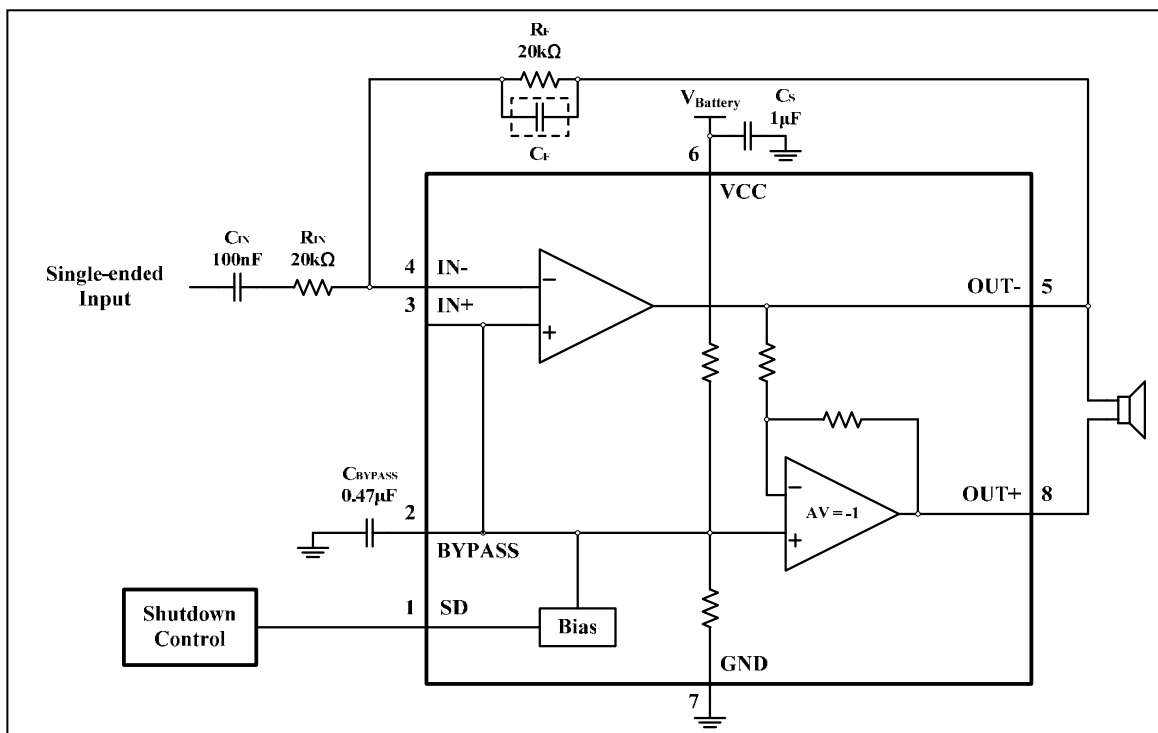 RF
20kΩ
CF
VBattery
CS
1µF
6
VCC
CIN
100nF
RIN
20kΩ
Single-ended
Input
4
IN-
3
IN+
−
+
OUT-
5
CBYPASS
0.47µF
2
BYPASS
−
AV = -1
+
OUT+
8
Shutdown
Control
1
SD
Bias
GND
7